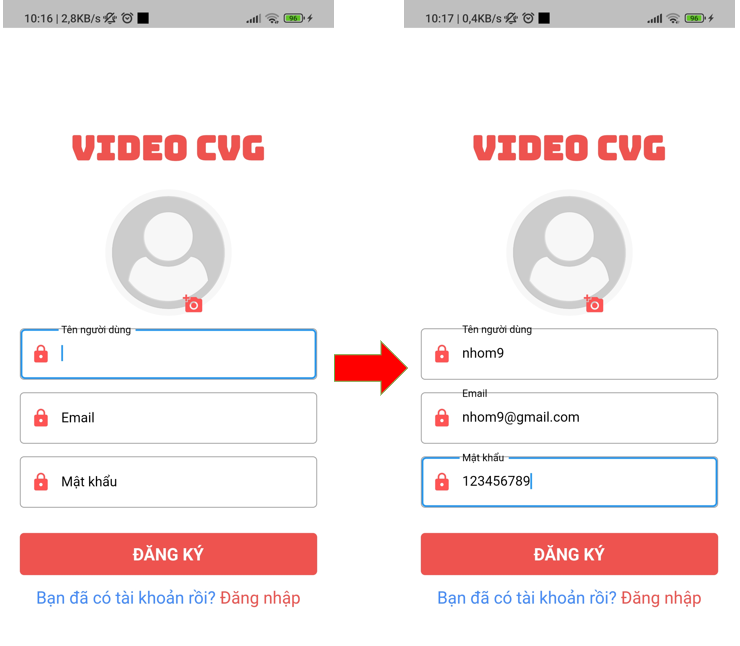 10:16 | 2,8KB/s
96
VIDEO CVG
Tên người dùng
Email
Mật khẩu
ĐĂNG KÝ
Bạn đã có tài khoản rồi? Đăng nhập
10:17 | 0,4KB/s
96
VIDEO CVG
Tên người dùng
nhom9
Email
nhom9@gmail.com
Mật khẩu
123456789
ĐĂNG KÝ
Bạn đã có tài khoản rồi? Đăng nhập